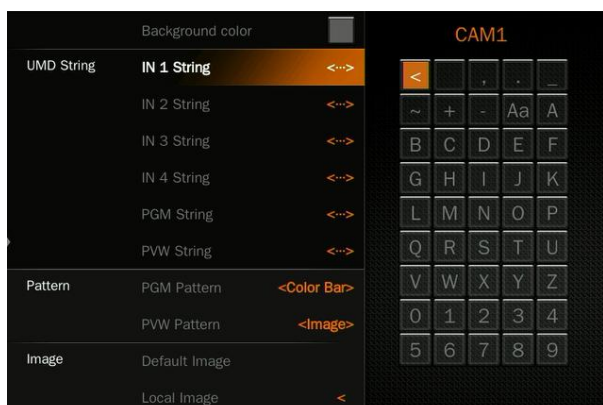 Background color
UMD String
IN 1 String <···>
IN 2 String <···>
IN 3 String <···>
IN 4 String <···>
PGM String <···>
PVW String <···>
Pattern
PGM Pattern <Color Bar>
PVW Pattern <Image>
Image
Default Image
Local Image <
CAM1
< , . _
~ + - Aa A
B C D E F
G H I J K
L M N O P
Q R S T U
V W X Y Z
0 1 2 3 4
5 6 7 8 9